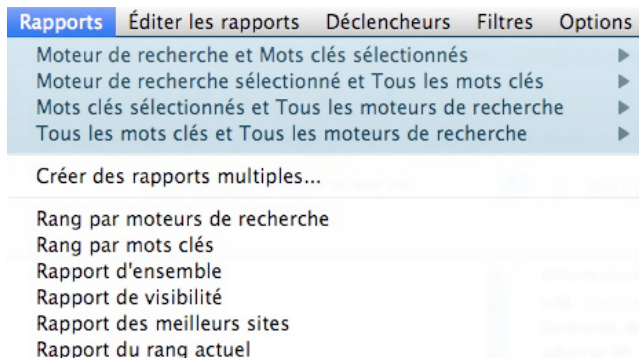 Rapports Éditer les rapports Déclencheurs Filtres Options
Moteur de recherche et Mots clés sélectionnés
Moteur de recherche sélectionné et Tous les mots clés
Mots clés sélectionnés et Tous les moteurs de recherche
Tous les mots clés et Tous les moteurs de recherche
Créer des rapports multiples...
Rang par moteurs de recherche
Rang par mots clés
Rapport d'ensemble
Rapport de visibilité
Rapport des meilleurs sites
Rapport du rang actuel